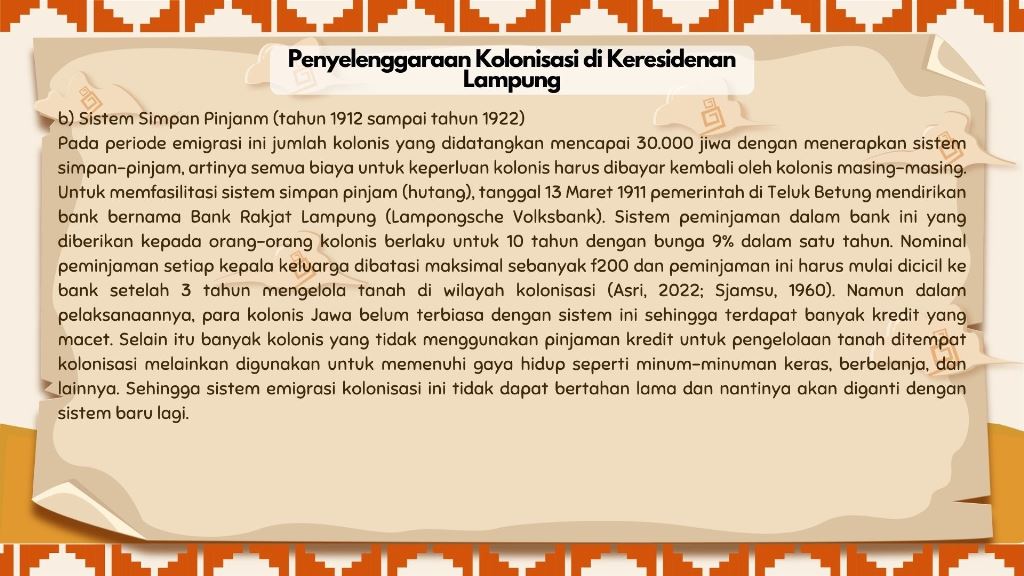 Penyelenggaraan Kolonisasi di Keresidenan
Lampung
b) Sistem Simpan Pinjanm (tahun 1912 sampai tahun 1922)
Pada periode emigrasi ini jumlah kolonis yang didatangkan mencapai 30.000 jiwa dengan menerapkan sistem
simpan-pinjam, artinya semua biaya untuk keperluan kolonis harus dibayar kembali oleh kolonis masing-masing.
Untuk memfasilitasi sistem simpan pinjam (hutang), tanggal 13 Maret 1911 pemerintah di Teluk Betung mendirikan
bank bernama Bank Rakjat Lampung (Lampongsche Volksbank). Sistem peminjaman dalam bank ini yang
diberikan kepada orang-orang kolonis berlaku untuk 10 tahun dengan bunga 9% dalam satu tahun. Nominal
peminjaman setiap kepala keluarga dibatasi maksimal sebanyak f200 dan peminjaman ini harus mulai dicicil ke
bank setelah 3 tahun mengelola tanah di wilayah kolonisasi (Asri, 2022; Sjamsu, 1960). Namun dalam
pelaksanaannya, para kolonis Jawa belum terbiasa dengan sistem ini sehingga terdapat banyak kredit yang
macet. Selain itu banyak kolonis yang tidak menggunakan pinjaman kredit untuk pengelolaan tanah ditempat
kolonisasi melainkan digunakan untuk memenuhi gaya hidup seperti minum-minuman keras, berbelanja, dan
lainnya. Sehingga sistem emigrasi kolonisasi ini tidak dapat bertahan lama dan nantinya akan diganti dengan
sistem baru lagi.